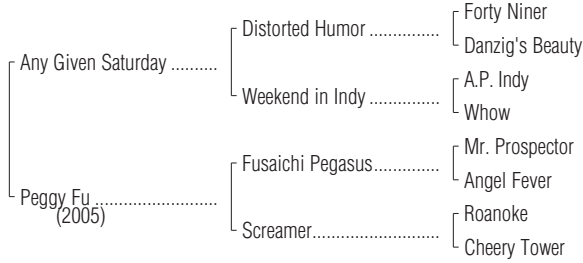 Forty Niner
Distorted Humor ...............
Danzig's Beauty
Any Given Saturday ..........
A.P. Indy
Weekend in Indy ...............
Whow
Mr. Prospector
Fusaichi Pegasus..............
Angel Fever
Peggy Fu ..........................
(2005)
Roanoke
Screamer...........................
Cheery Tower